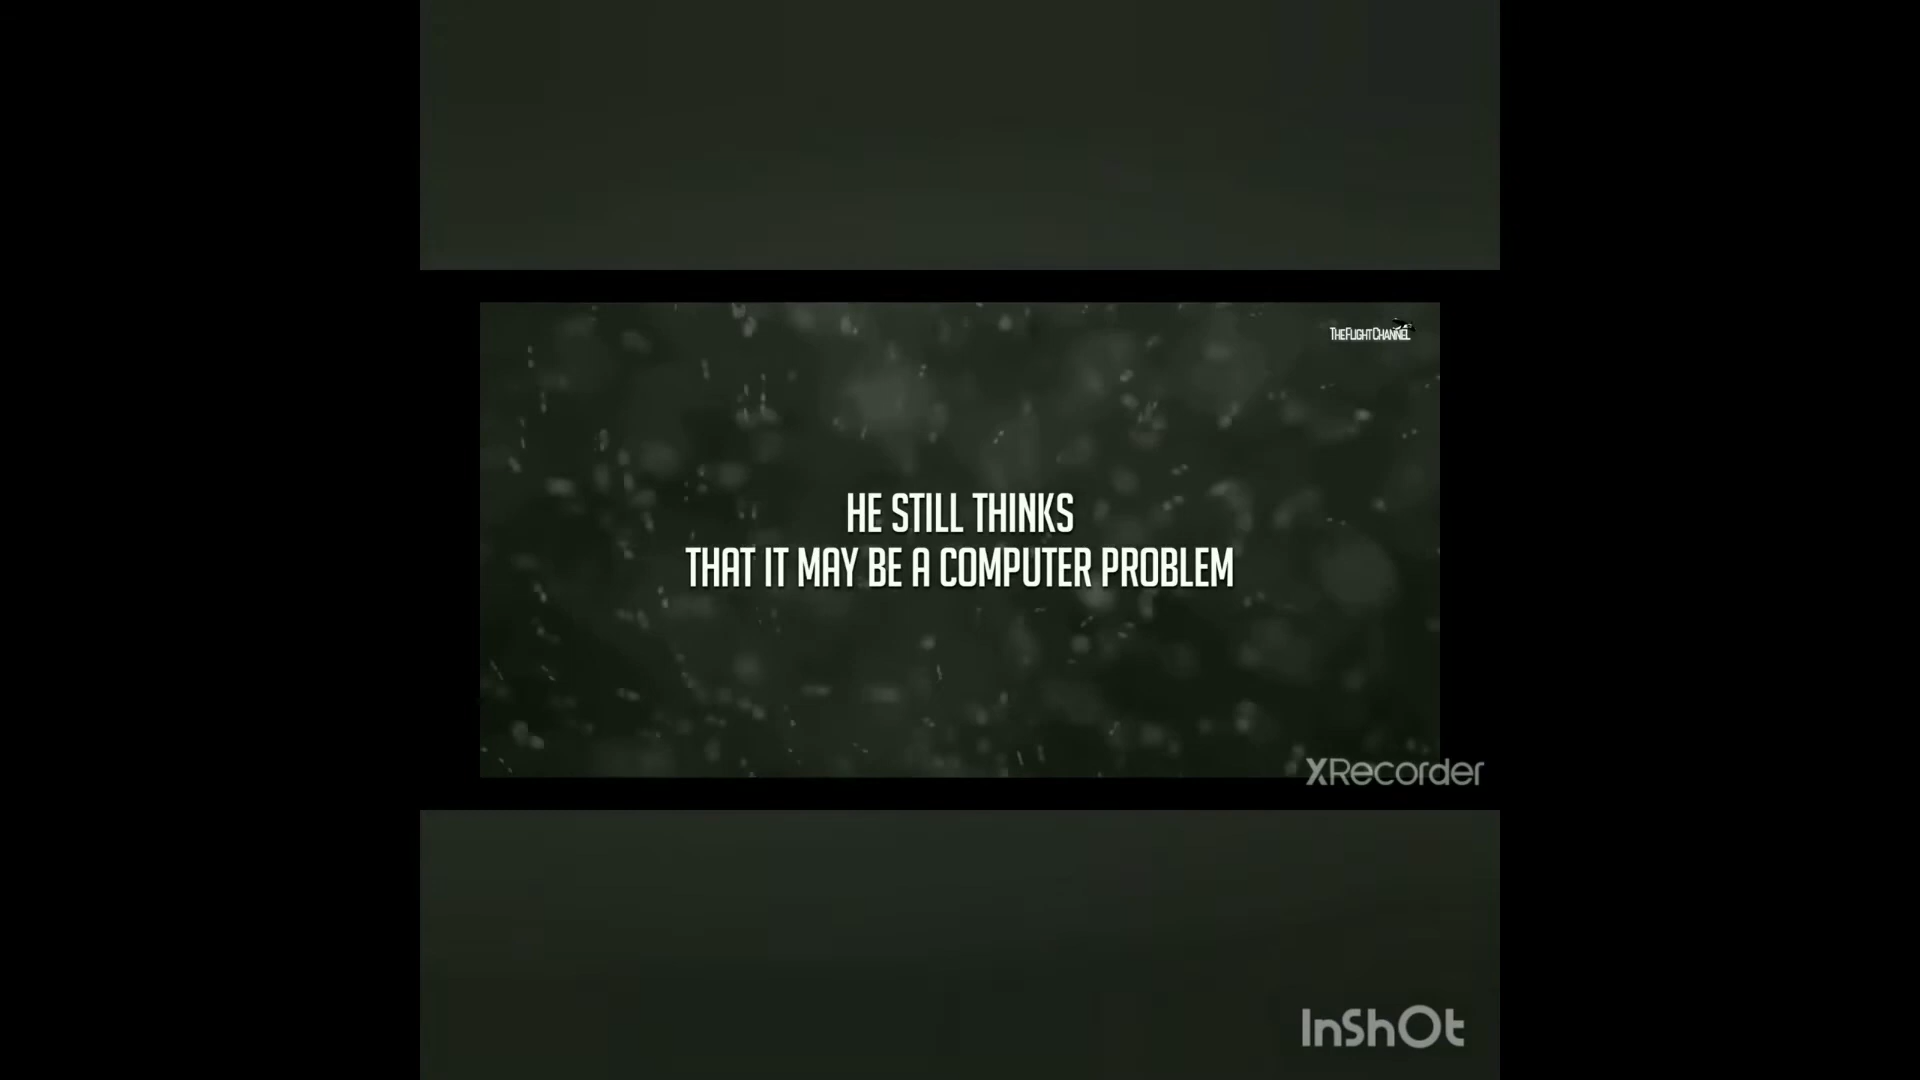 THEFLIGHTCHANNEL
HE STILL THINKS
THAT IT MAY BE A COMPUTER PROBLEM
XRecorder
InShOt